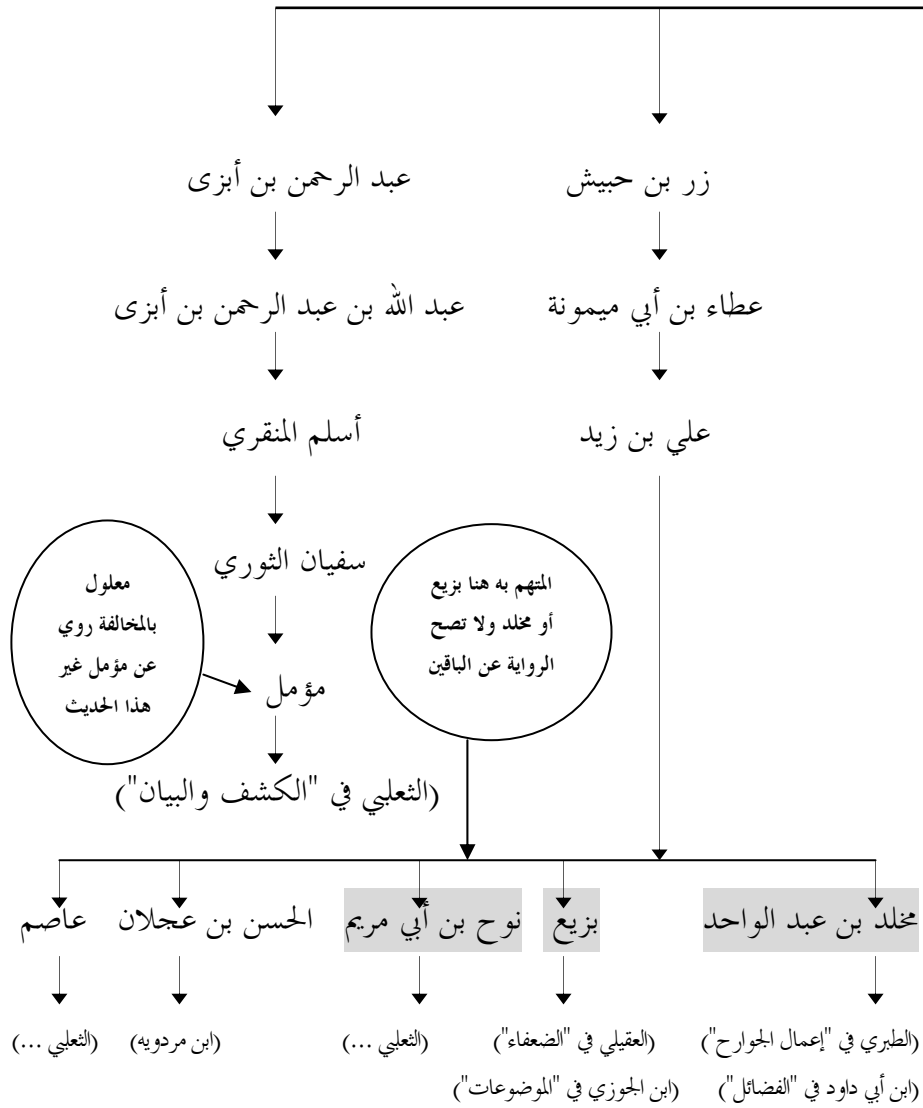 زر بن حبيش
عبد الرحمن بن أبزى
عطاء بن أبي ميمونة
عبد الله بن عبد الرحمن بن أبزى
علي بن زيد
أسلم المنقري
سفيان الثوري
المتهم به هنا بزيع
أو مخلد ولا تصح
الرواية عن الباقين
معلول
بالمخالفة روي
عن مؤمل غير
هذا الحديث
مؤمل
(الثعلبي في "الكشف والبيان")
مخلد بن عبد الواحد
بزيع
نوح بن أبي مريم
الحسن بن عجلان
عاصم
(الطبري في "إعمال الجوارح")
(العقيلي في "الضعفاء")
(الثعلبي ...)
(ابن مردويه)
(الثعلبي ...)
(ابن أبي داود في "الفضائل")
(ابن الجوزي في "الموضوعات")